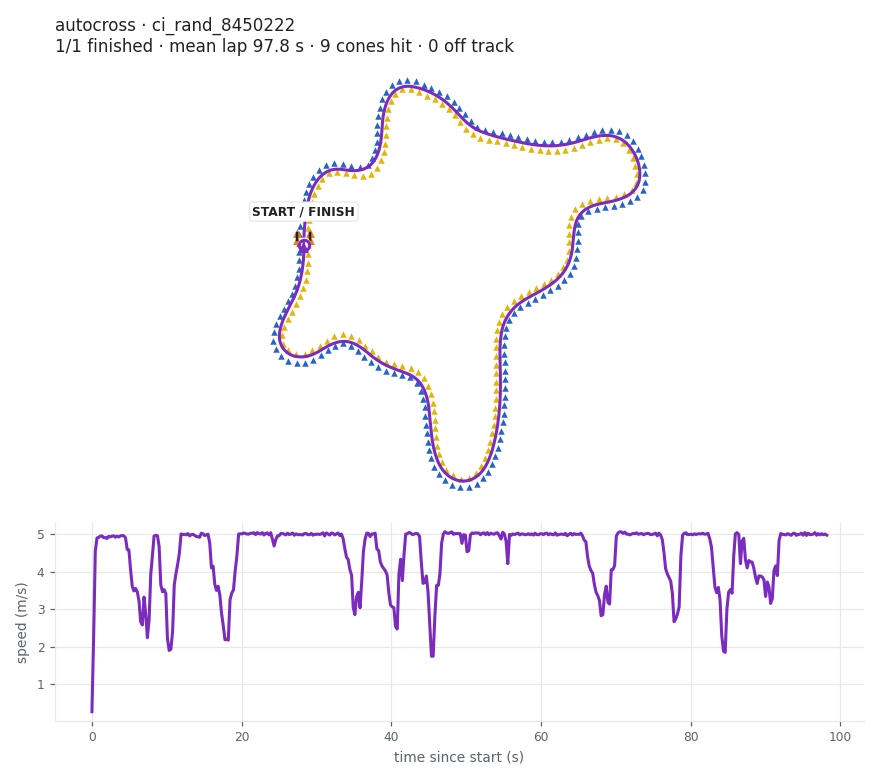 autocross · ci_rand_8450222
1/1 finished · mean lap 97.8 s · 9 cones hit · 0 off track
START / FINISH
5
4
3
2
1
speed (m/s)
0
20
40
60
80
100
time since start (s)